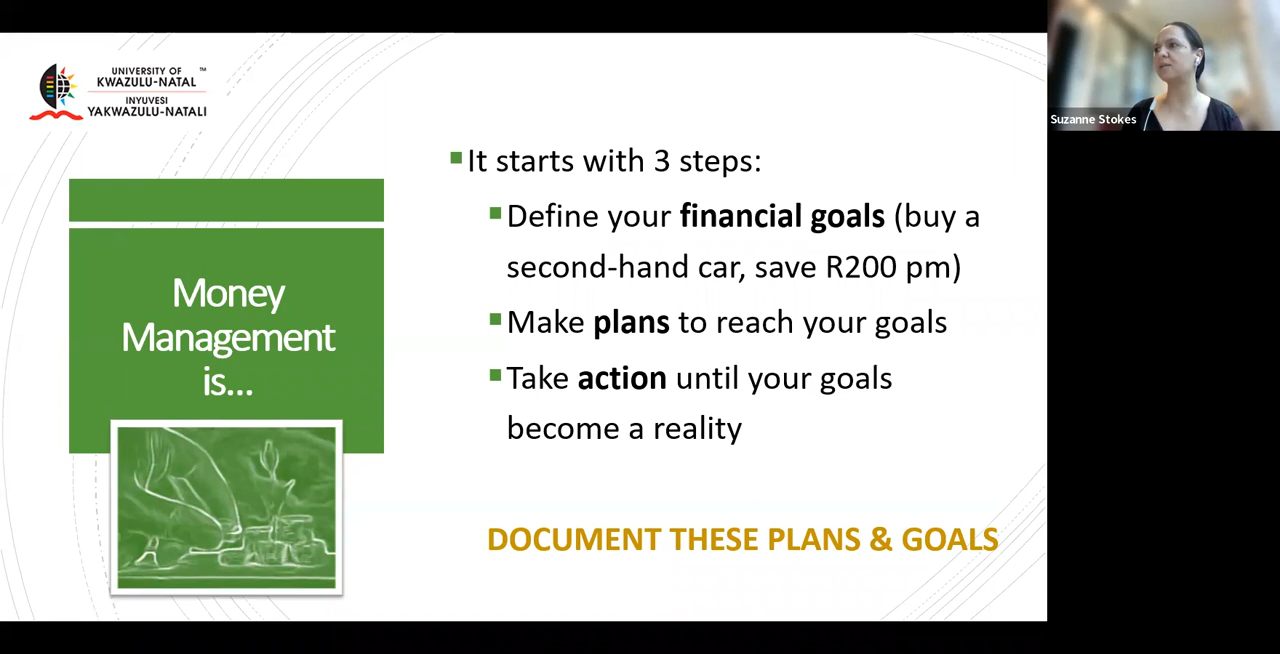 UNIVERSITY OF ™
KWAZULU-NATAL
INYUVESI
YAKWAZULU-NATALI
Suzanne Stokes
Money
Management
is...
It starts with 3 steps:
Define your financial goals (buy a
second-hand car, save R200 pm)
Make plans to reach your goals
Take action until your goals
become a reality
DOCUMENT THESE PLANS & GOALS